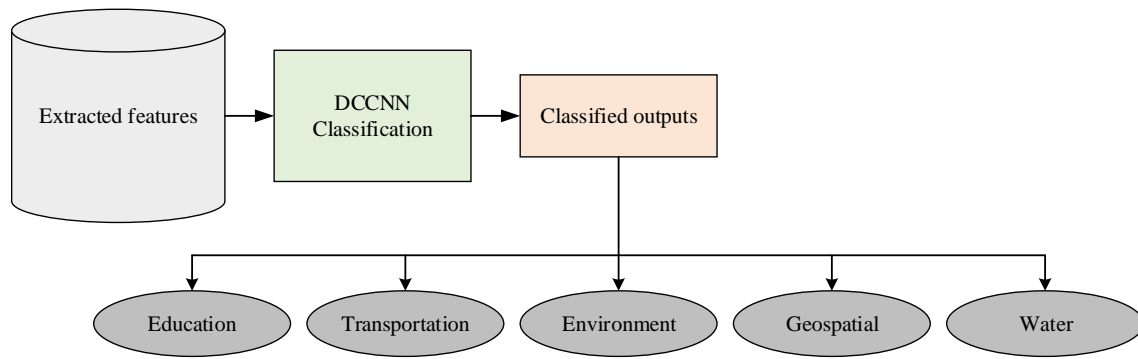 Extracted features
DCCNN
Classification
Classified outputs
Education
Transportation
Environment
Geospatial
Water